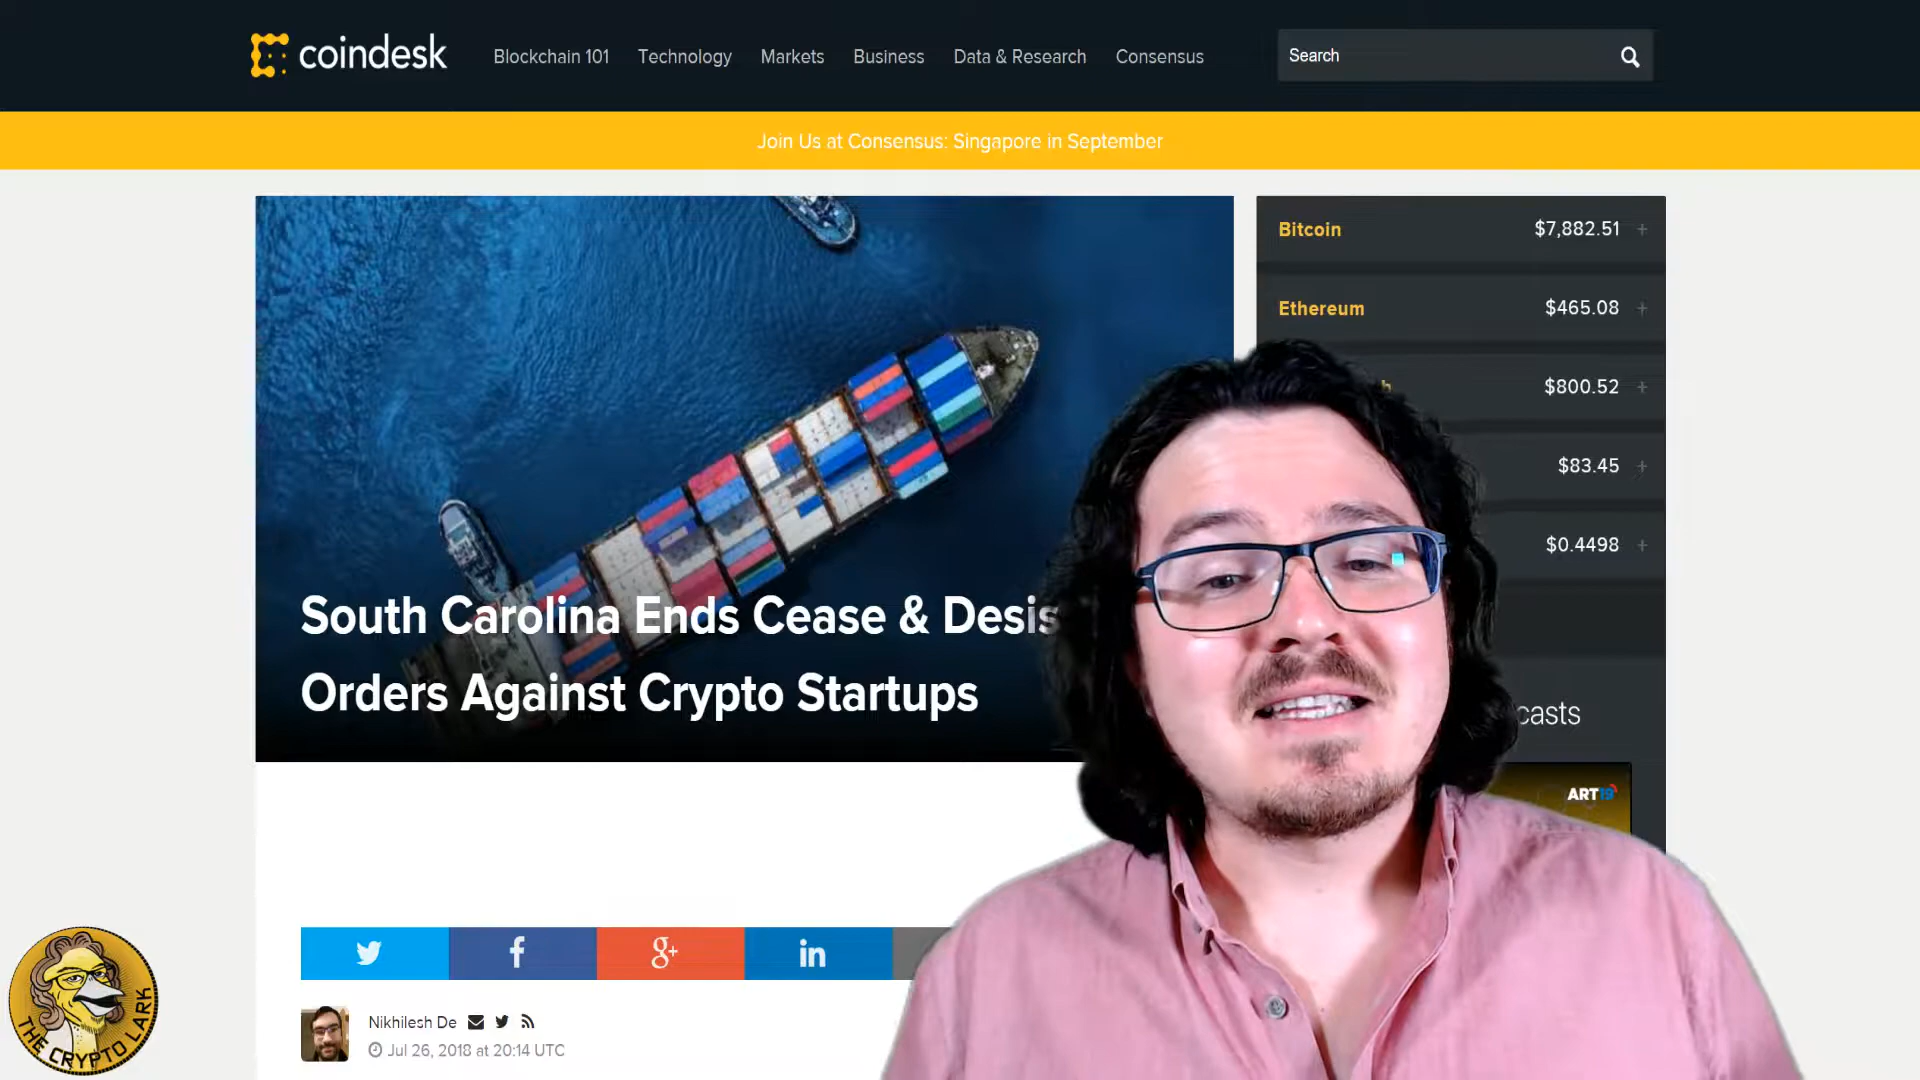 coindesk
Blockchain 101 Technology Markets Business Data & Research Consensus
Search
Join Us at Consensus: Singapore in September
Bitcoin $7,882.51 +
Ethereum $465.08 +
h $800.52 +
$83.45 +
$0.4498 +
South Carolina Ends Cease & Desis
Orders Against Crypto Startups
casts
ART19
f g+ in
Nikhilesh De
Jul 26, 2018 at 20:14 UTC
THE CRYPTO LARK